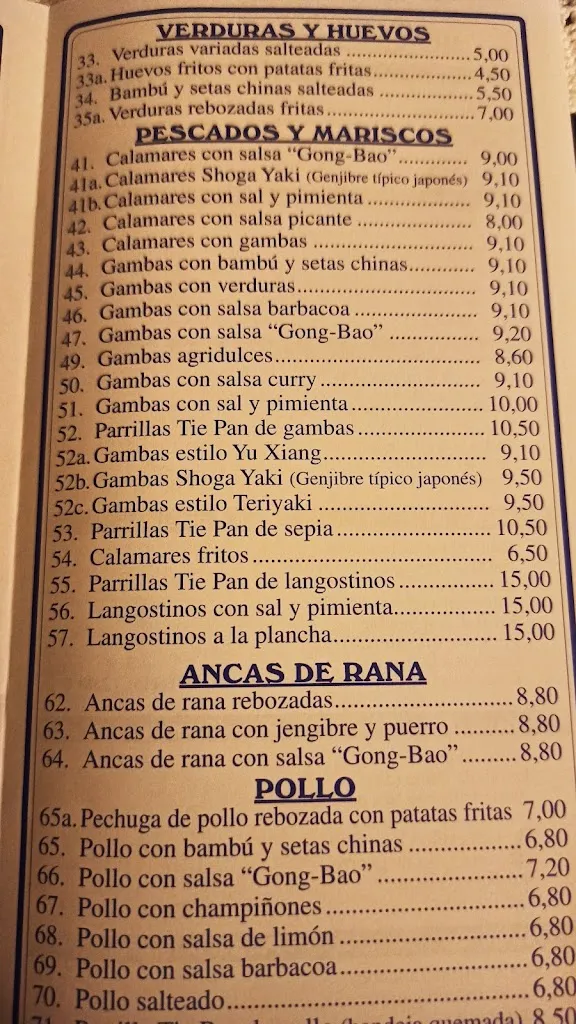 VERDURAS Y HUEVOS
33. Verduras variadas salteadas ........................ 5,00
33a. Huevos fritos con patatas fritas.................. 4,50
34. Bambú y setas chinas salteadas .................. 5,50
35a. Verduras rebozadas fritas........................... 7,00
PESCADOS Y MARISCOS
41. Calamares con salsa "Gong-Bao"............ 9,00
41a. Calamares Shoga Yaki (Genjibre típico japonés) 9,10
41b. Calamares con sal y pimienta .................. 9,10
42. Calamares con salsa picante .................... 8,00
43. Calamares con gambas ............................ 9,10
44. Gambas con bambú y setas chinas............ 9,10
45. Gambas con verduras............................... 9,10
46. Gambas con salsa barbacoa ..................... 9,10
47. Gambas con salsa "Gong-Bao" ................ 9,20
49. Gambas agridulces................................... 8,60
50. Gambas con salsa curry............................ 9,10
51. Gambas con sal y pimienta....................... 10,00
52. Parrillas Tie Pan de gambas...................... 10,50
52a. Gambas estilo Yu Xiang............................ 9,10
52b. Gambas Shoga Yaki (Genjibre típico japonés) 9,50
52c. Gambas estilo Teriyaki ............................ 9,50
53. Parrillas Tie Pan de sepia.......................... 10,50
54. Calamares fritos........................................ 6,50
55. Parrillas Tie Pan de langostinos................ 15,00
56. Langostinos con sal y pimienta................. 15,00
57. Langostinos a la plancha........................... 15,00
ANCAS DE RANA
62. Ancas de rana rebozadas.............................. 8,80
63. Ancas de rana con jengibre y puerro .......... 8,80
64. Ancas de rana con salsa "Gong-Bao"......... 8,80
POLLO
65a. Pechuga de pollo rebozada con patatas fritas 7,00
65. Pollo con bambú y setas chinas ................... 6,80
66. Pollo con salsa "Gong-Bao" ........................ 7,20
67. Pollo con champiñones................................ 6,80
68. Pollo con salsa de limón ............................. 6,80
69. Pollo con salsa barbacoa.............................. 6,80
70. Pollo salteado............................................... 6,80